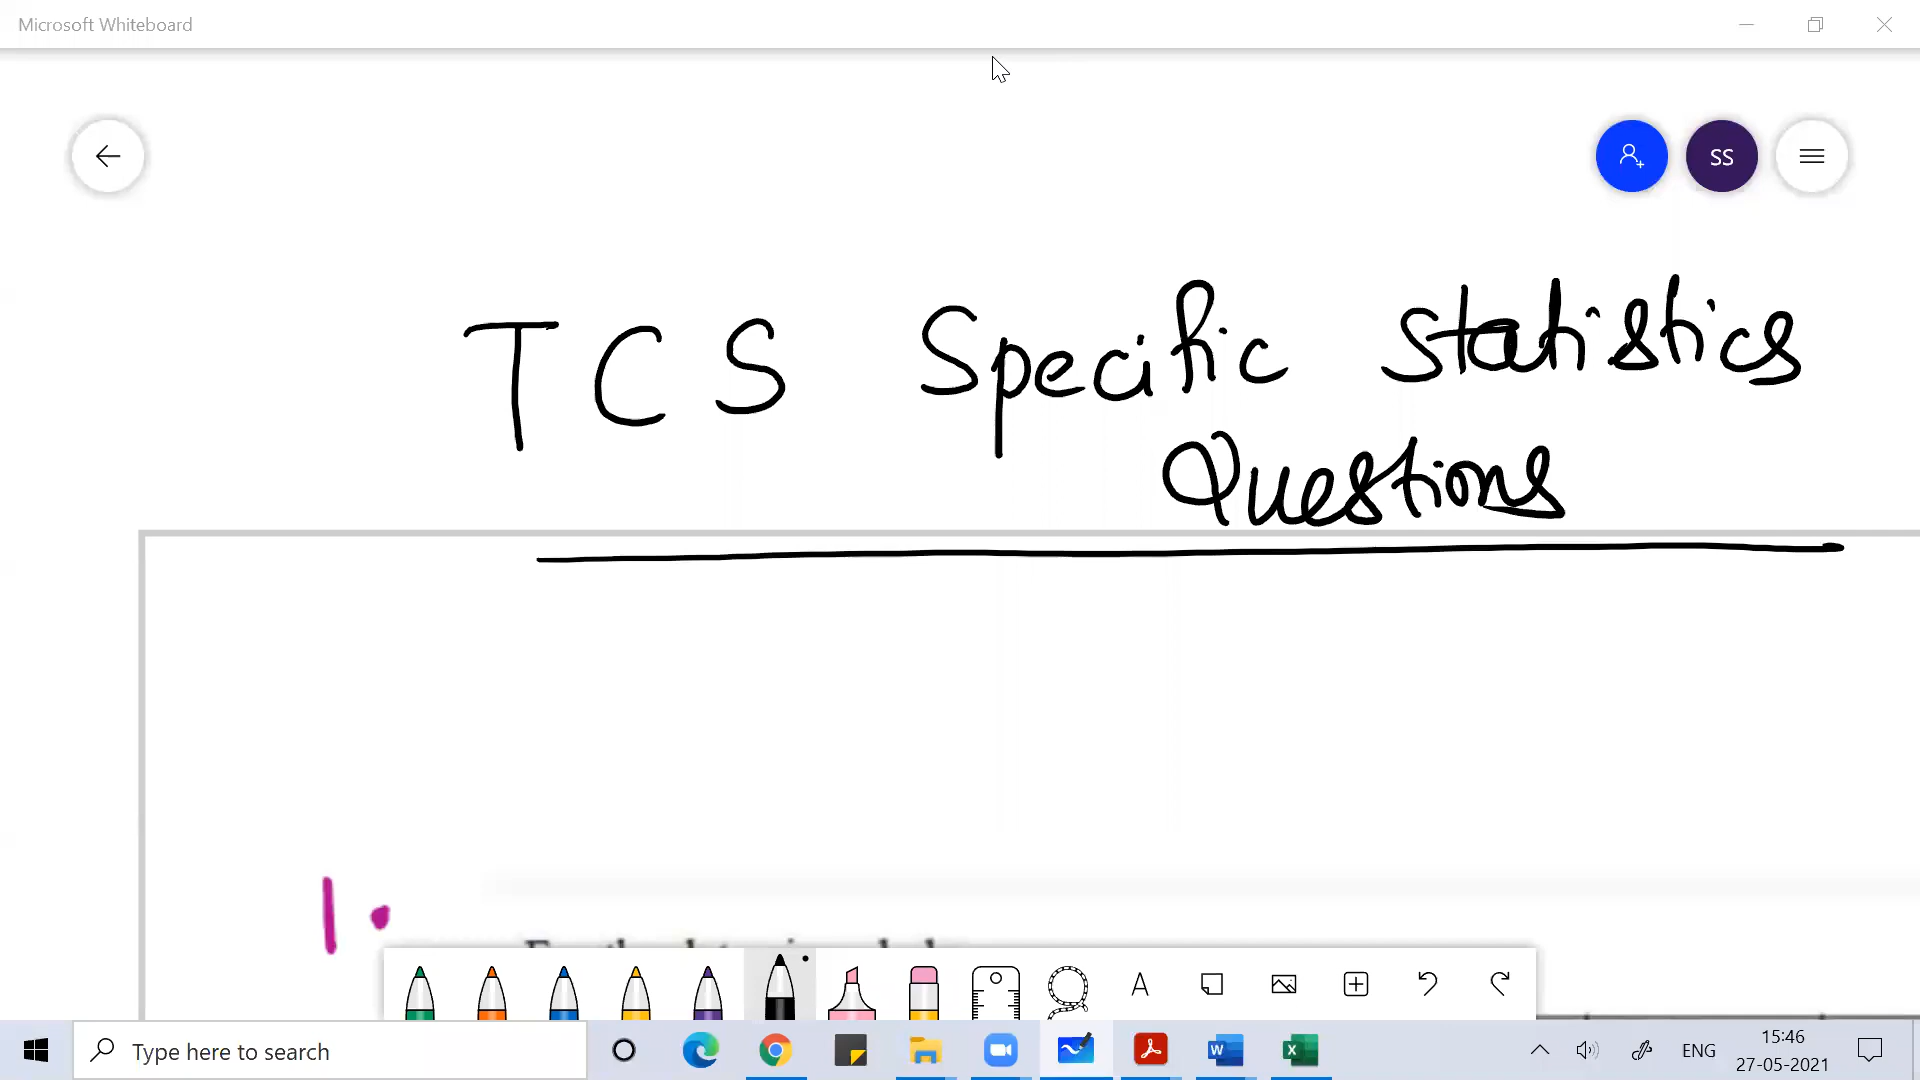 Microsoft Whiteboard
SS
TCS Specific Statistics
Questions
1.
A
Type here to search
ENG
15:46
27-05-2021